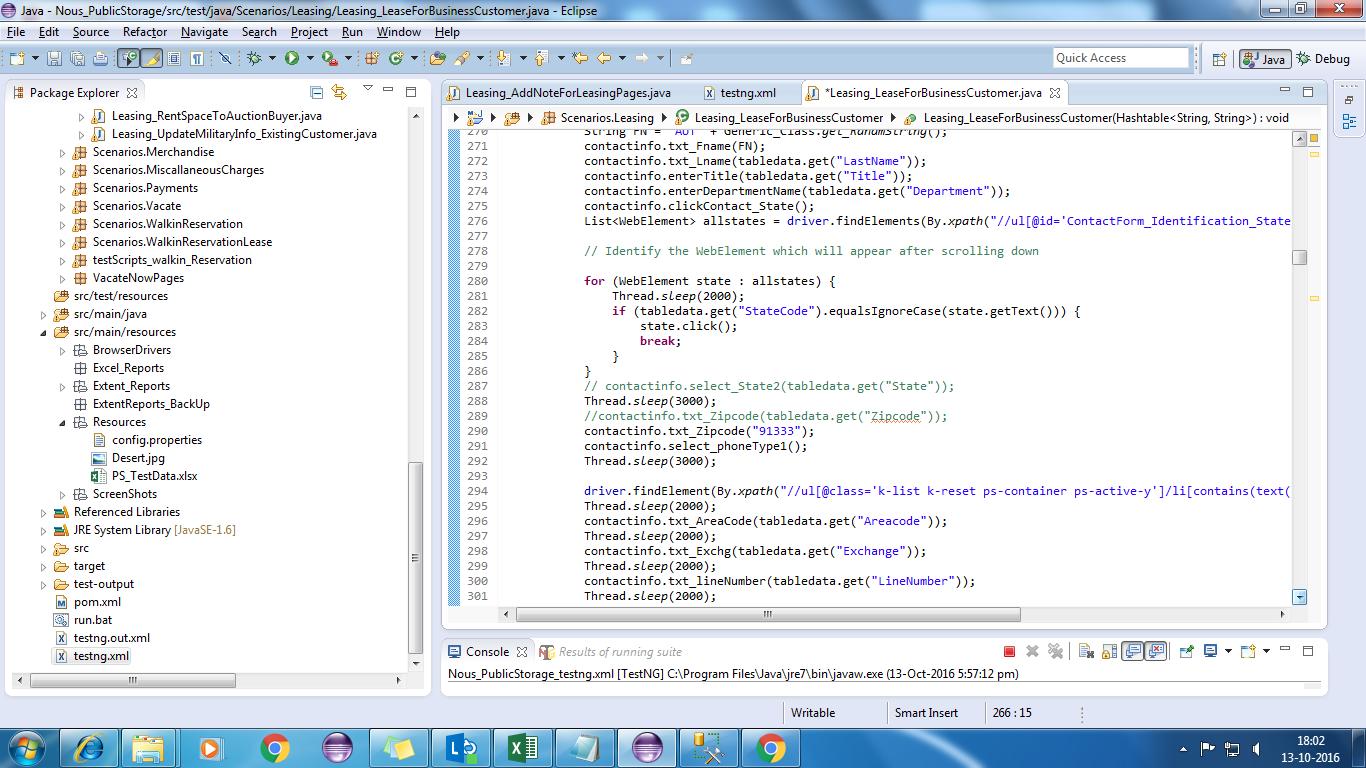 Java - Nous_PublicStorage/src/test/java/Scenarios/Leasing/Leasing_LeaseForBusinessCustomer.java - Eclipse
File Edit Source Refactor Navigate Search Project Run Window Help
Quick Access
Java
Debug
Package Explorer
Leasing_RentSpaceToAuctionBuyer.java
Leasing_UpdateMilitaryInfo_ExistingCustomer.java
Scenarios.Merchandise
Scenarios.MiscallaneousCharges
Scenarios.Payments
Scenarios.Vacate
Scenarios.WalkinReservation
Scenarios.WalkinReservationLease
testScripts_walkin_Reservation
VacateNowPages
src/test/resources
src/main/java
src/main/resources
BrowserDrivers
Excel_Reports
Extent_Reports
ExtentReports_BackUp
Resources
config.properties
Desert.jpg
PS_TestData.xlsx
ScreenShots
Referenced Libraries
JRE System Library [JavaSE-1.6]
src
target
test-output
pom.xml
run.bat
testng.out.xml
testng.xml
Leasing_AddNoteForLeasingPages.java
testng.xml
*Leasing_LeaseForBusinessCustomer.java
Scenarios.Leasing
Leasing_LeaseForBusinessCustomer
Leasing_LeaseForBusinessCustomer(Hashtable<String, String>) : void
270 String FN = "AUT" + Generic_Class.get_RandmString();
271 contactinfo.txt_Fname(FN);
272 contactinfo.txt_Lname(tabledata.get("LastName"));
273 contactinfo.enterTitle(tabledata.get("Title"));
274 contactinfo.enterDepartmentName(tabledata.get("Department"));
275 contactinfo.clickContact_State();
276 List<WebElement> allstates = driver.findElements(By.xpath("//ul[@id='ContactForm_Identification_State
277
278 // Identify the WebElement which will appear after scrolling down
279
280 for (WebElement state : allstates) {
281 Thread.sleep(2000);
282 if (tabledata.get("StateCode").equalsIgnoreCase(state.getText())) {
283 state.click();
284 break;
285 }
286 }
287 // contactinfo.select_State2(tabledata.get("State"));
288 Thread.sleep(3000);
289 //contactinfo.txt_Zipcode(tabledata.get("Zipcode"));
290 contactinfo.txt_Zipcode("91333");
291 contactinfo.select_phoneType1();
292 Thread.sleep(3000);
293
294 driver.findElement(By.xpath("//ul[@class='k-list k-reset ps-container ps-active-y']/li[contains(text(
295 Thread.sleep(2000);
296 contactinfo.txt_AreaCode(tabledata.get("Areacode"));
297 Thread.sleep(2000);
298 contactinfo.txt_Exchg(tabledata.get("Exchange"));
299 Thread.sleep(2000);
300 contactinfo.txt_lineNumber(tabledata.get("LineNumber"));
301 Thread.sleep(2000);
Console
Results of running suite
Nous_PublicStorage_testng.xml [TestNG] C:\Program Files\Java\jre7\bin\javaw.exe (13-Oct-2016 5:57:12 pm)
Writable
Smart Insert
266 : 15
18:02
13-10-2016